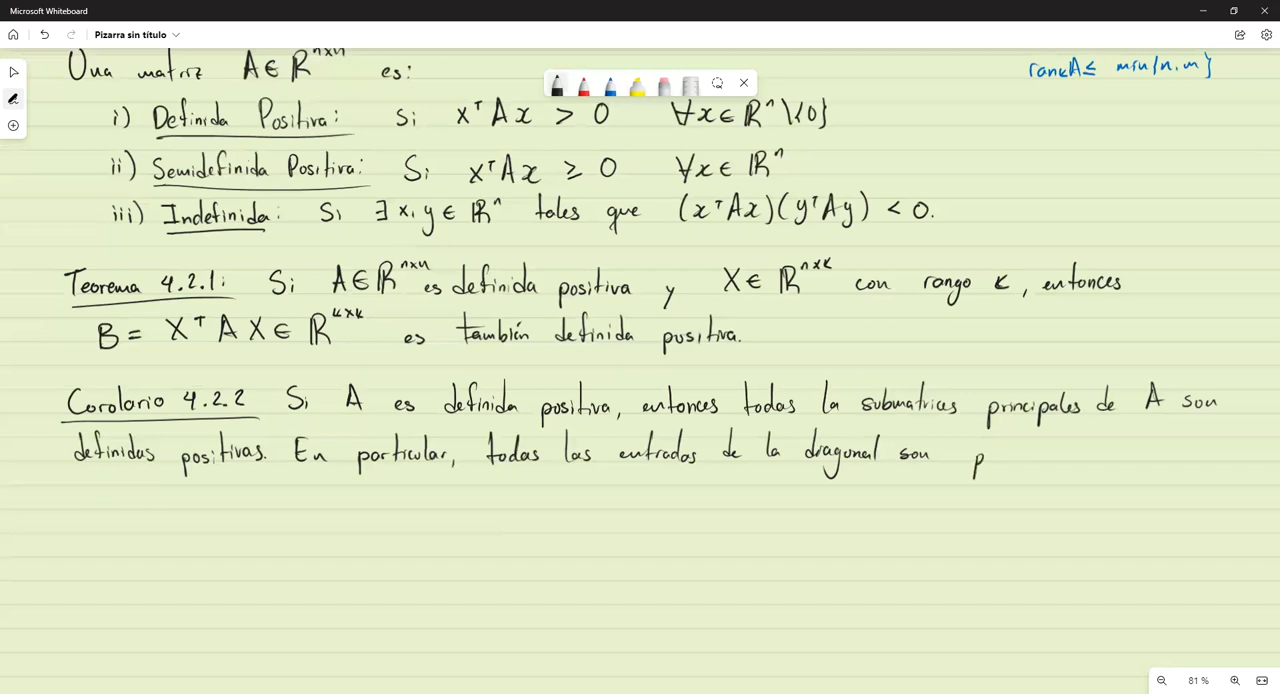 Microsoft Whiteboard
Pizarra sin título
Una matriz A ∈ ℝⁿˣⁿ es:
rank A ≤ min{n,m}
i) Definida Positiva: Si xᵀAx > 0 ∀x ∈ ℝⁿ\{0}
ii) Semidefinida Positiva: Si xᵀAx ≥ 0 ∀x ∈ ℝⁿ
iii) Indefinida: Si ∃ x, y ∈ ℝⁿ tales que (xᵀAx)(yᵀAy) < 0.
Teorema 4.2.1: Si A ∈ ℝⁿˣⁿ es definida positiva y X ∈ ℝⁿˣᵏ con rango k, entonces
B = XᵀAX ∈ ℝᵏˣᵏ es también definida positiva.
Corolario 4.2.2 Si A es definida positiva, entonces todas la submatrices principales de A son
definidas positivas. En particular, todas las entradas de la diagonal son p
81 %